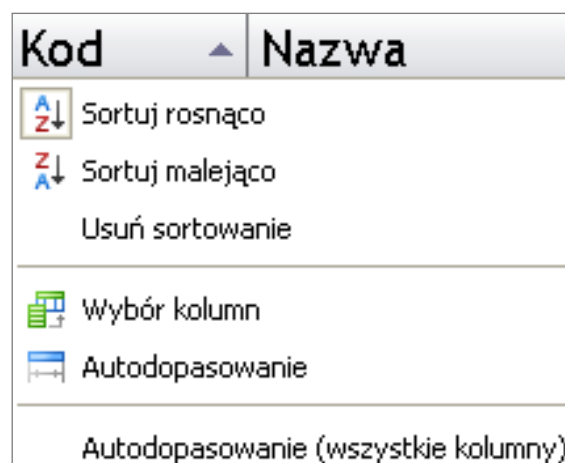 Kod Nazwa
Sortuj rosnąco
Sortuj malejąco
Usuń sortowanie
Wybór kolumn
Autodopasowanie
Autodopasowanie (wszystkie kolumny)